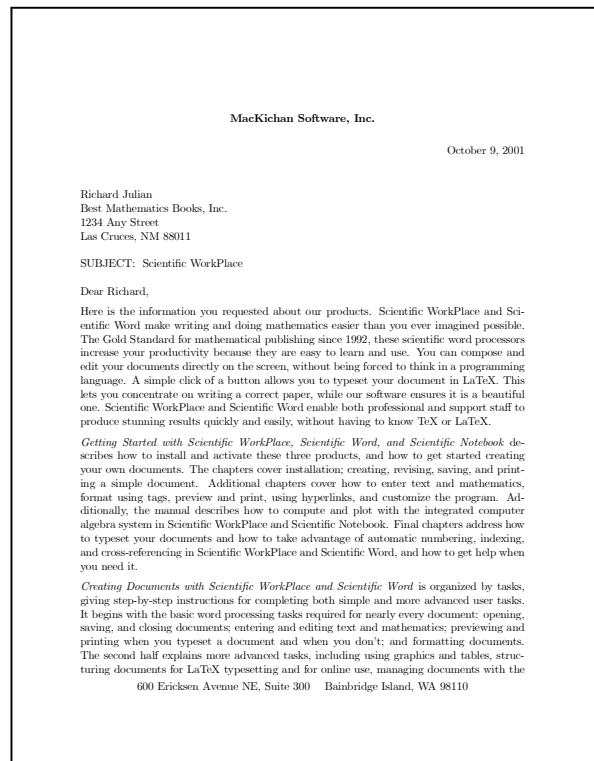 MacKichan Software, Inc.
October 9, 2001
Richard Julian
Best Mathematics Books, Inc.
1234 Any Street
Las Cruces, NM 88011
SUBJECT: Scientific WorkPlace
Dear Richard,
Here is the information you requested about our products. Scientific WorkPlace and Sci-
entific Word make writing and doing mathematics easier than you ever imagined possible.
The Gold Standard for mathematical publishing since 1992, these scientific word processors
increase your productivity because they are easy to learn and use. You can compose and
edit your documents directly on the screen, without being forced to think in a programming
language. A simple click of a button allows you to typeset your document in LaTeX. This
lets you concentrate on writing a correct paper, while our software ensures it is a beautiful
one. Scientific WorkPlace and Scientific Word enable both professional and support staff to
produce stunning results quickly and easily, without having to know TeX or LaTeX.
Getting Started with Scientific WorkPlace, Scientific Word, and Scientific Notebook de-
scribes how to install and activate these three products, and how to get started creating
your own documents. The chapters cover installation; creating, revising, saving, and print-
ing a simple document. Additional chapters cover how to enter text and mathematics,
format using tags, preview and print, using hyperlinks, and customize the program. Ad-
ditionally, the manual describes how to compute and plot with the integrated computer
algebra system in Scientific WorkPlace and Scientific Notebook. Final chapters address how
to typeset your documents and how to take advantage of automatic numbering, indexing,
and cross-referencing in Scientific WorkPlace and Scientific Word, and how to get help when
you need it.
Creating Documents with Scientific WorkPlace and Scientific Word is organized by tasks,
giving step-by-step instructions for completing both simple and more advanced user tasks.
It begins with the basic word processing tasks required for nearly every document: opening,
saving, and closing documents; entering and editing text and mathematics; previewing and
printing when you typeset a document and when you don't; and formatting documents.
The second half explains more advanced tasks, including using graphics and tables, struc-
turing documents for LaTeX typesetting and for online use, managing documents with the
600 Ericksen Avenue NE, Suite 300 Bainbridge Island, WA 98110